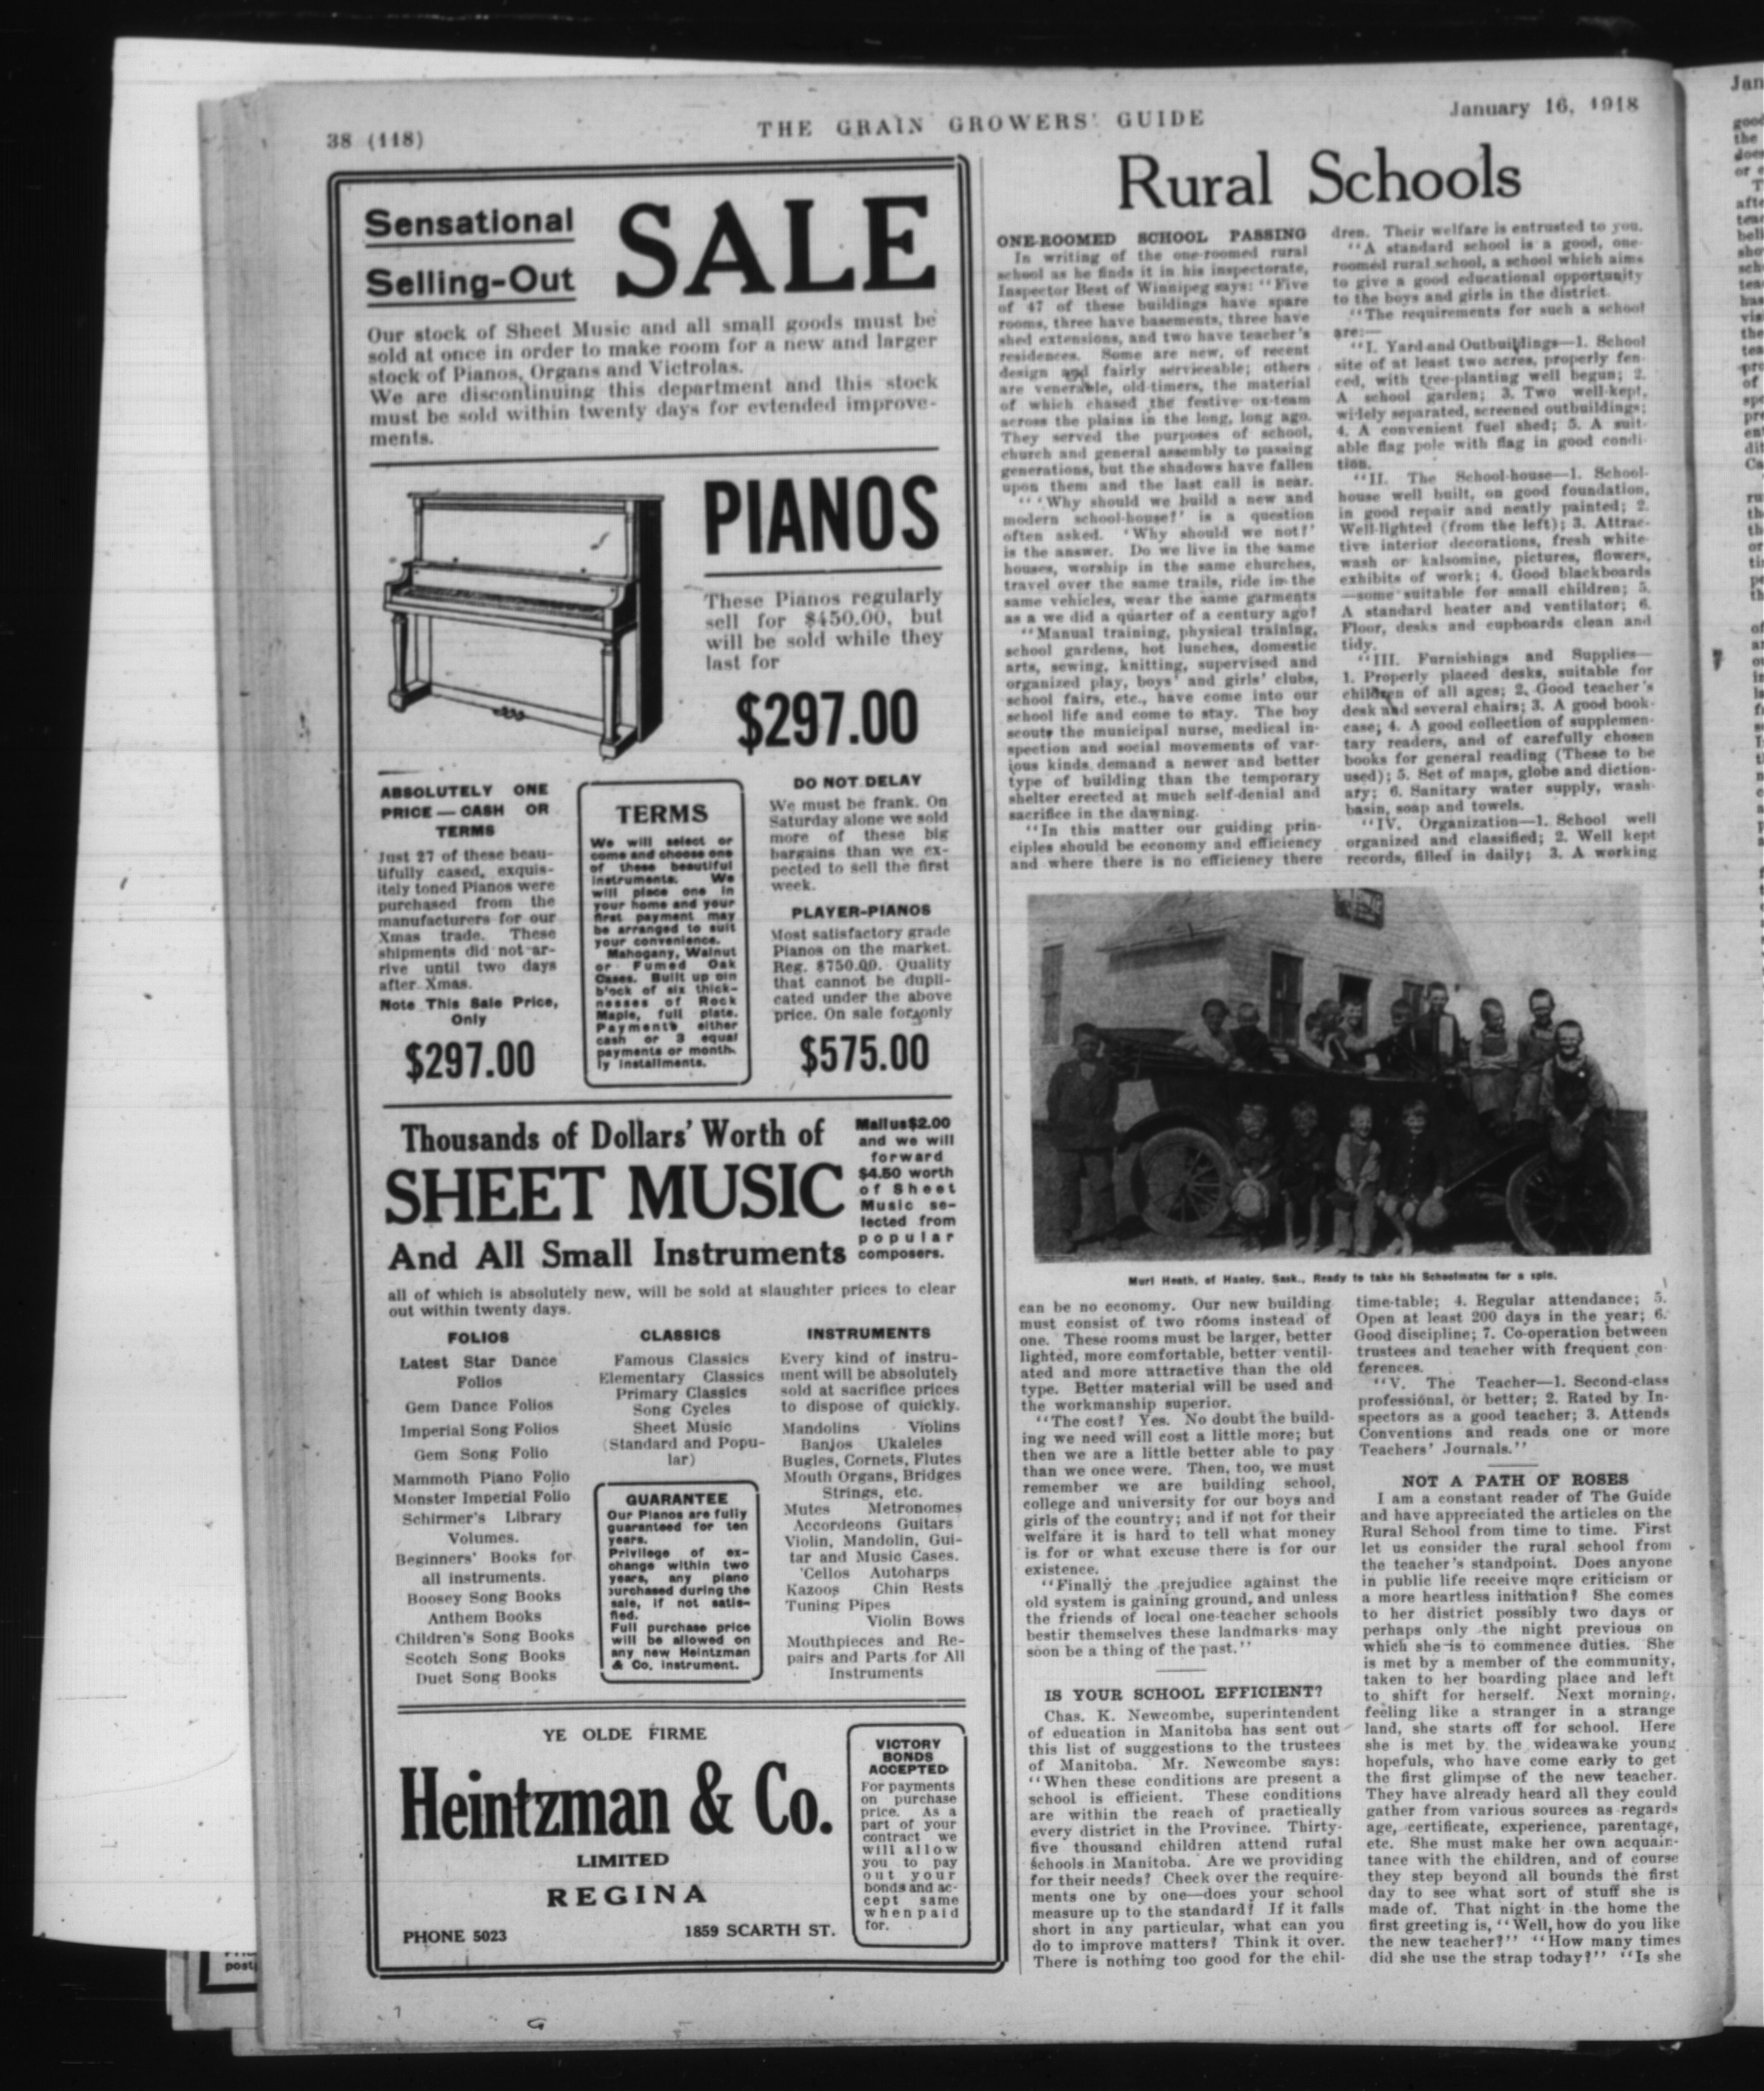 38 (118)
THE GRAIN GROWERS' GUIDE
January 16, 1918
Sensational
Selling-Out
SALE
Our stock of Sheet Music and all small goods must be
sold at once in order to make room for a new and larger
stock of Pianos, Organs and Victrolas.
We are discontinuing this department and this stock
must be sold within twenty days for evtended improve-
ments.
PIANOS
These Pianos regularly
sell for $450.00, but
will be sold while they
last for
$297.00
ABSOLUTELY ONE
PRICE — CASH OR
TERMS
Just 27 of these beau-
tifully cased, exquis-
itely toned Pianos were
purchased from the
manufacturers for our
Xmas trade. These
shipments did not ar-
rive until two days
after Xmas.
Note This Sale Price,
Only
$297.00
TERMS
We will select or
come and choose one
of these beautiful
instruments. We
will place one in
your home and your
first payment may
be arranged to suit
your convenience.
Mahogany, Walnut
or Fumed Oak
Cases. Built up pin
block of six thick-
nesses of Rock
Maple, full plate.
Payments either
cash or 3 equal
payments or month-
ly installments.
DO NOT DELAY
We must be frank. On
Saturday alone we sold
more of these big
bargains than we ex-
pected to sell the first
week.
PLAYER-PIANOS
Most satisfactory grade
Pianos on the market.
Reg. $750.00. Quality
that cannot be dupli-
cated under the above
price. On sale for only
$575.00
Thousands of Dollars' Worth of
SHEET MUSIC
And All Small Instruments
Mail us $2.00
and we will
forward
$4.50 worth
of Sheet
Music se-
lected from
popular
composers.
all of which is absolutely new, will be sold at slaughter prices to clear
out within twenty days.
FOLIOS
Latest Star Dance
Folios
Gem Dance Folios
Imperial Song Folios
Gem Song Folio
Mammoth Piano Folio
Monster Imperial Folio
Schirmer's Library
Volumes.
Beginners' Books for
all instruments.
Boosey Song Books
Anthem Books
Children's Song Books
Scotch Song Books
Duet Song Books
CLASSICS
Famous Classics
Elementary Classics
Primary Classics
Song Cycles
Sheet Music
(Standard and Popu-
lar)
GUARANTEE
Our Pianos are fully
guaranteed for ten
years.
Privilege of ex-
change within two
years, any piano
purchased during the
sale, if not satis-
fied.
Full purchase price
will be allowed on
any new Heintzman
& Co. instrument.
INSTRUMENTS
Every kind of instru-
ment will be absolutely
sold at sacrifice prices
to dispose of quickly.
Mandolins Violins
Banjos Ukaleles
Bugles, Cornets, Flutes
Mouth Organs, Bridges
Strings, etc.
Mutes Metronomes
Accordeons Guitars
Violin, Mandolin, Gui-
tar and Music Cases.
'Cellos Autoharps
Kazoos Chin Rests
Tuning Pipes
Violin Bows
Mouthpieces and Re-
pairs and Parts for All
Instruments
YE OLDE FIRME
Heintzman & Co.
LIMITED
REGINA
PHONE 5023
1859 SCARTH ST.
VICTORY
BONDS
ACCEPTED
For payments
on purchase
price. As a
part of your
contract we
will allow
you to pay
out your
bonds and ac-
cept same
when paid
for.
Rural Schools
ONE-ROOMED SCHOOL PASSING
In writing of the one-roomed rural
school as he finds it in his inspectorate,
Inspector Best of Winnipeg says: "Five
of 47 of these buildings have spare
rooms, three have basements, three have
shed extensions, and two have teacher's
residences. Some are new, of recent
design and fairly serviceable; others
are venerable, old-timers, the material
of which chased the festive ox-team
across the plains in the long, long ago.
They served the purposes of school,
church and general assembly to passing
generations, but the shadows have fallen
upon them and the last call is near.
"'Why should we build a new and
modern school-house?' is a question
often asked. 'Why should we not?'
is the answer. Do we live in the same
houses, worship in the same churches,
travel over the same trails, ride in the
same vehicles, wear the same garments
as a we did a quarter of a century ago?
"Manual training, physical training,
school gardens, hot lunches, domestic
arts, sewing, knitting, supervised and
organized play, boys' and girls' clubs,
school fairs, etc., have come into our
school life and come to stay. The boy
scouts the municipal nurse, medical in-
spection and social movements of var-
ious kinds demand a newer and better
type of building than the temporary
shelter erected at much self-denial and
sacrifice in the dawning.
"In this matter our guiding prin-
ciples should be economy and efficiency
and where there is no efficiency there
dren. Their welfare is entrusted to you.
"A standard school is a good, one-
roomed rural school, a school which aims
to give a good educational opportunity
to the boys and girls in the district.
"The requirements for such a school
are:—
"I. Yard and Outbuildings—1. School
site of at least two acres, properly fen-
ced, with tree-planting well begun; 2.
A school garden; 3. Two well-kept,
widely separated, screened outbuildings;
4. A convenient fuel shed; 5. A suit-
able flag pole with flag in good condi-
tion.
"II. The School-house—1. School-
house well built, on good foundation,
in good repair and neatly painted; 2.
Well-lighted (from the left); 3. Attrac-
tive interior decorations, fresh white-
wash or kalsomine, pictures, flowers,
exhibits of work; 4. Good blackboards
—some suitable for small children; 5.
A standard heater and ventilator; 6.
Floor, desks and cupboards clean and
tidy.
"III. Furnishings and Supplies—
1. Properly placed desks, suitable for
children of all ages; 2. Good teacher's
desk and several chairs; 3. A good book-
case; 4. A good collection of supplemen-
tary readers, and of carefully chosen
books for general reading (These to be
used); 5. Set of maps, globe and diction-
ary; 6. Sanitary water supply, wash-
basin, soap and towels.
"IV. Organization—1. School well
organized and classified; 2. Well kept
records, filled in daily; 3. A working
Murl Heath, of Hanley, Sask., Ready to take his Schoolmates for a spin.
can be no economy. Our new building
must consist of two rooms instead of
one. These rooms must be larger, better
lighted, more comfortable, better ventil-
ated and more attractive than the old
type. Better material will be used and
the workmanship superior.
"The cost? Yes. No doubt the build-
ing we need will cost a little more; but
then we are a little better able to pay
than we once were. Then, too, we must
remember we are building school,
college and university for our boys and
girls of the country; and if not for their
welfare it is hard to tell what money
is for or what excuse there is for our
existence.
"Finally the prejudice against the
old system is gaining ground, and unless
the friends of local one-teacher schools
bestir themselves these landmarks may
soon be a thing of the past."
IS YOUR SCHOOL EFFICIENT?
Chas. K. Newcombe, superintendent
of education in Manitoba has sent out
this list of suggestions to the trustees
of Manitoba. Mr. Newcombe says:
"When these conditions are present a
school is efficient. These conditions
are within the reach of practically
every district in the Province. Thirty-
five thousand children attend rural
schools in Manitoba. Are we providing
for their needs? Check over the require-
ments one by one—does your school
measure up to the standard? If it falls
short in any particular, what can you
do to improve matters? Think it over.
There is nothing too good for the chil-
time-table; 4. Regular attendance; 5.
Open at least 200 days in the year; 6.
Good discipline; 7. Co-operation between
trustees and teacher with frequent con-
ferences.
"V. The Teacher—1. Second-class
professional, or better; 2. Rated by In-
spectors as a good teacher; 3. Attends
Conventions and reads one or more
Teachers' Journals."
NOT A PATH OF ROSES
I am a constant reader of The Guide
and have appreciated the articles on the
Rural School from time to time. First
let us consider the rural school from
the teacher's standpoint. Does anyone
in public life receive more criticism or
a more heartless initiation? She comes
to her district possibly two days or
perhaps only the night previous on
which she is to commence duties. She
is met by a member of the community,
taken to her boarding place and left
to shift for herself. Next morning,
feeling like a stranger in a strange
land, she starts off for school. Here
she is met by the wideawake young
hopefuls, who have come early to get
the first glimpse of the new teacher.
They have already heard all they could
gather from various sources as regards
age, certificate, experience, parentage,
etc. She must make her own acquain-
tance with the children, and of course
they step beyond all bounds the first
day to see what sort of stuff she is
made of. That night in the home the
first greeting is, "Well, how do you like
the new teacher?" "How many times
did she use the strap today?" "Is she